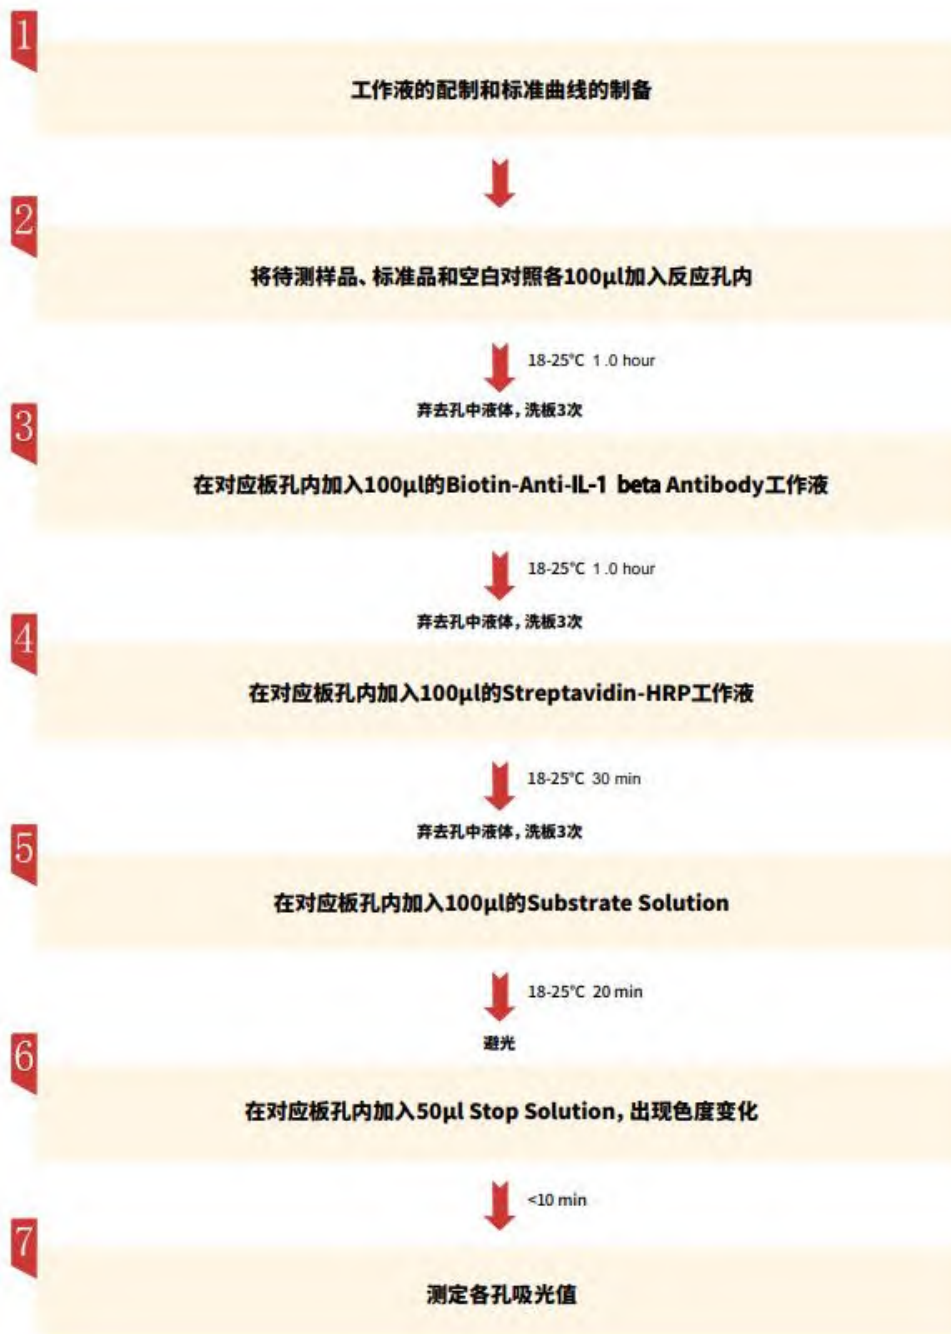 1
工作液的配制和标准曲线的制备
2
将待测样品、标准品和空白对照各100μl加入反应孔内
18-25℃ 1.0 hour
弃去孔中液体，洗板3次
3
在对应板孔内加入100μl的Biotin-Anti-IL-1 beta Antibody工作液
18-25℃ 1.0 hour
弃去孔中液体，洗板3次
4
在对应板孔内加入100μl的Streptavidin-HRP工作液
18-25℃ 30 min
弃去孔中液体，洗板3次
5
在对应板孔内加入100μl的Substrate Solution
18-25℃ 20 min
避光
6
在对应板孔内加入50μl Stop Solution，出现色度变化
<10 min
7
测定各孔吸光值